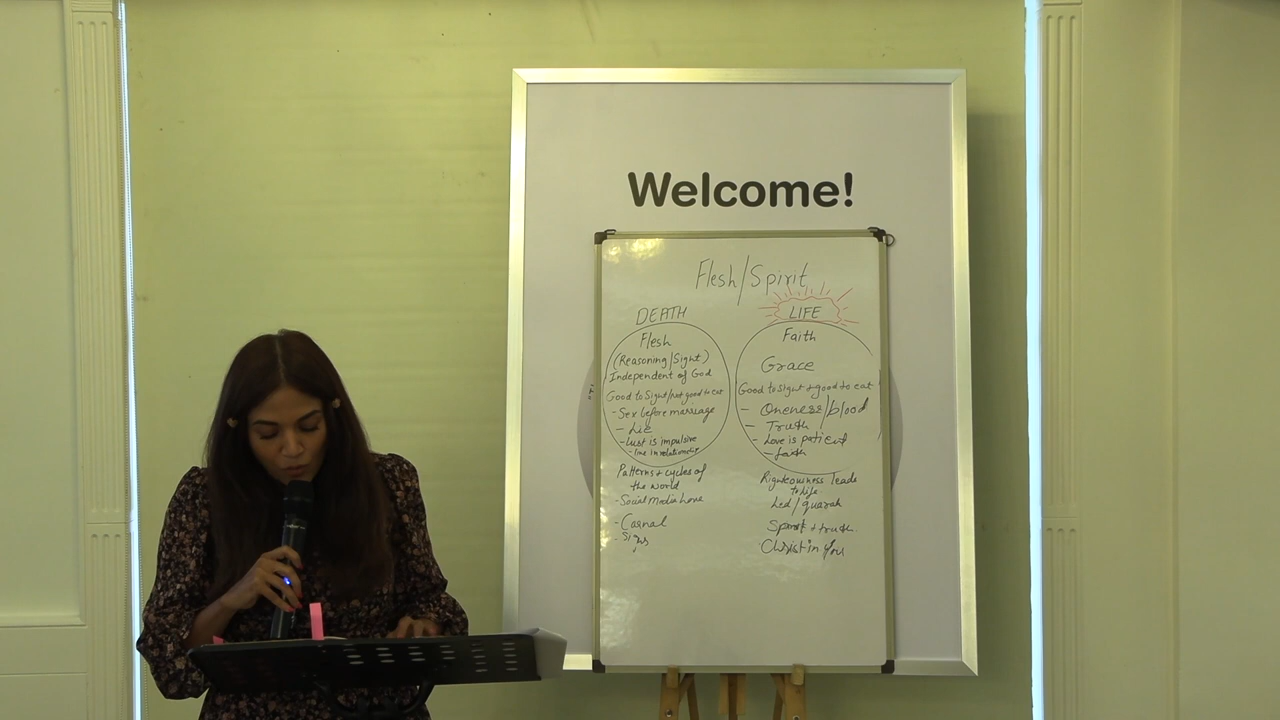 Welcome!
Flesh/Spirit
DEATH
Flesh
(Reasoning/Sight)
Independent of God
Good to Sight/Not good to eat
- Sex before marriage
- Lie
- Lust is impulsive
- in relationship
Patterns + cycles of
the world
- Social Media Love
- Carnal
LIFE
Faith
Grace
Good to Sight + good to eat
- Oneness/blood
- Truth
- Love is patient
- faith
Righteousness leads
to life
Led /
Spirit + truth.
Christ in you